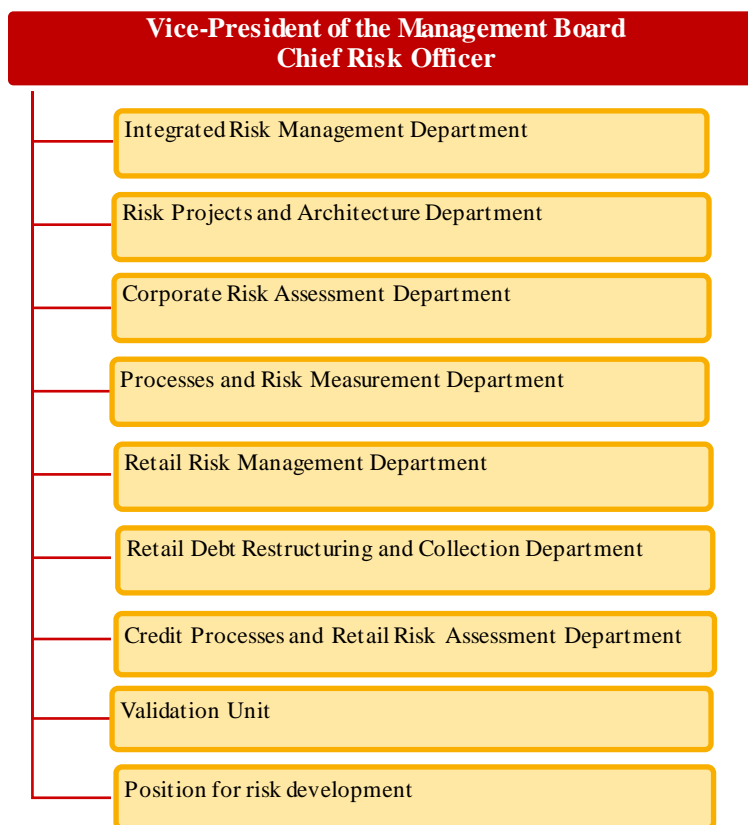 Vice-President of the Management Board
Chief Risk Officer
Integrated Risk Management Department
Risk Projects and Architecture Department
Corporate Risk Assessment Department
Processes and Risk Measurement Department
Retail Risk Management Department
Retail Debt Restructuring and Collection Department
Credit Processes and Retail Risk Assessment Department
Validation Unit
Position for risk development